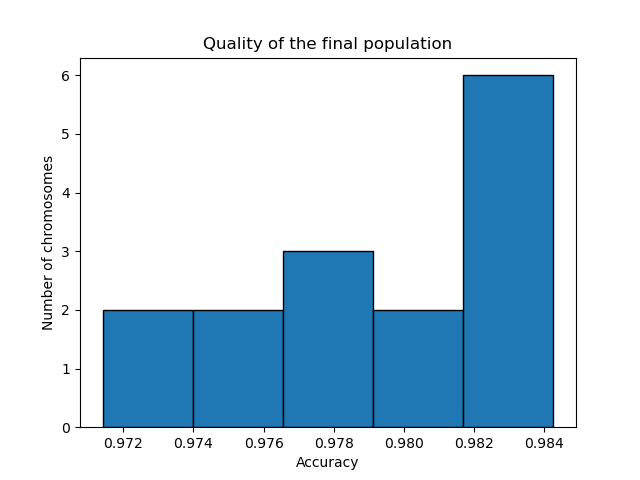 Quality of the final population
6
5
4
3
2
1
0
Number of chromosomes
0.972 0.974 0.976 0.978 0.980 0.982 0.984
Accuracy